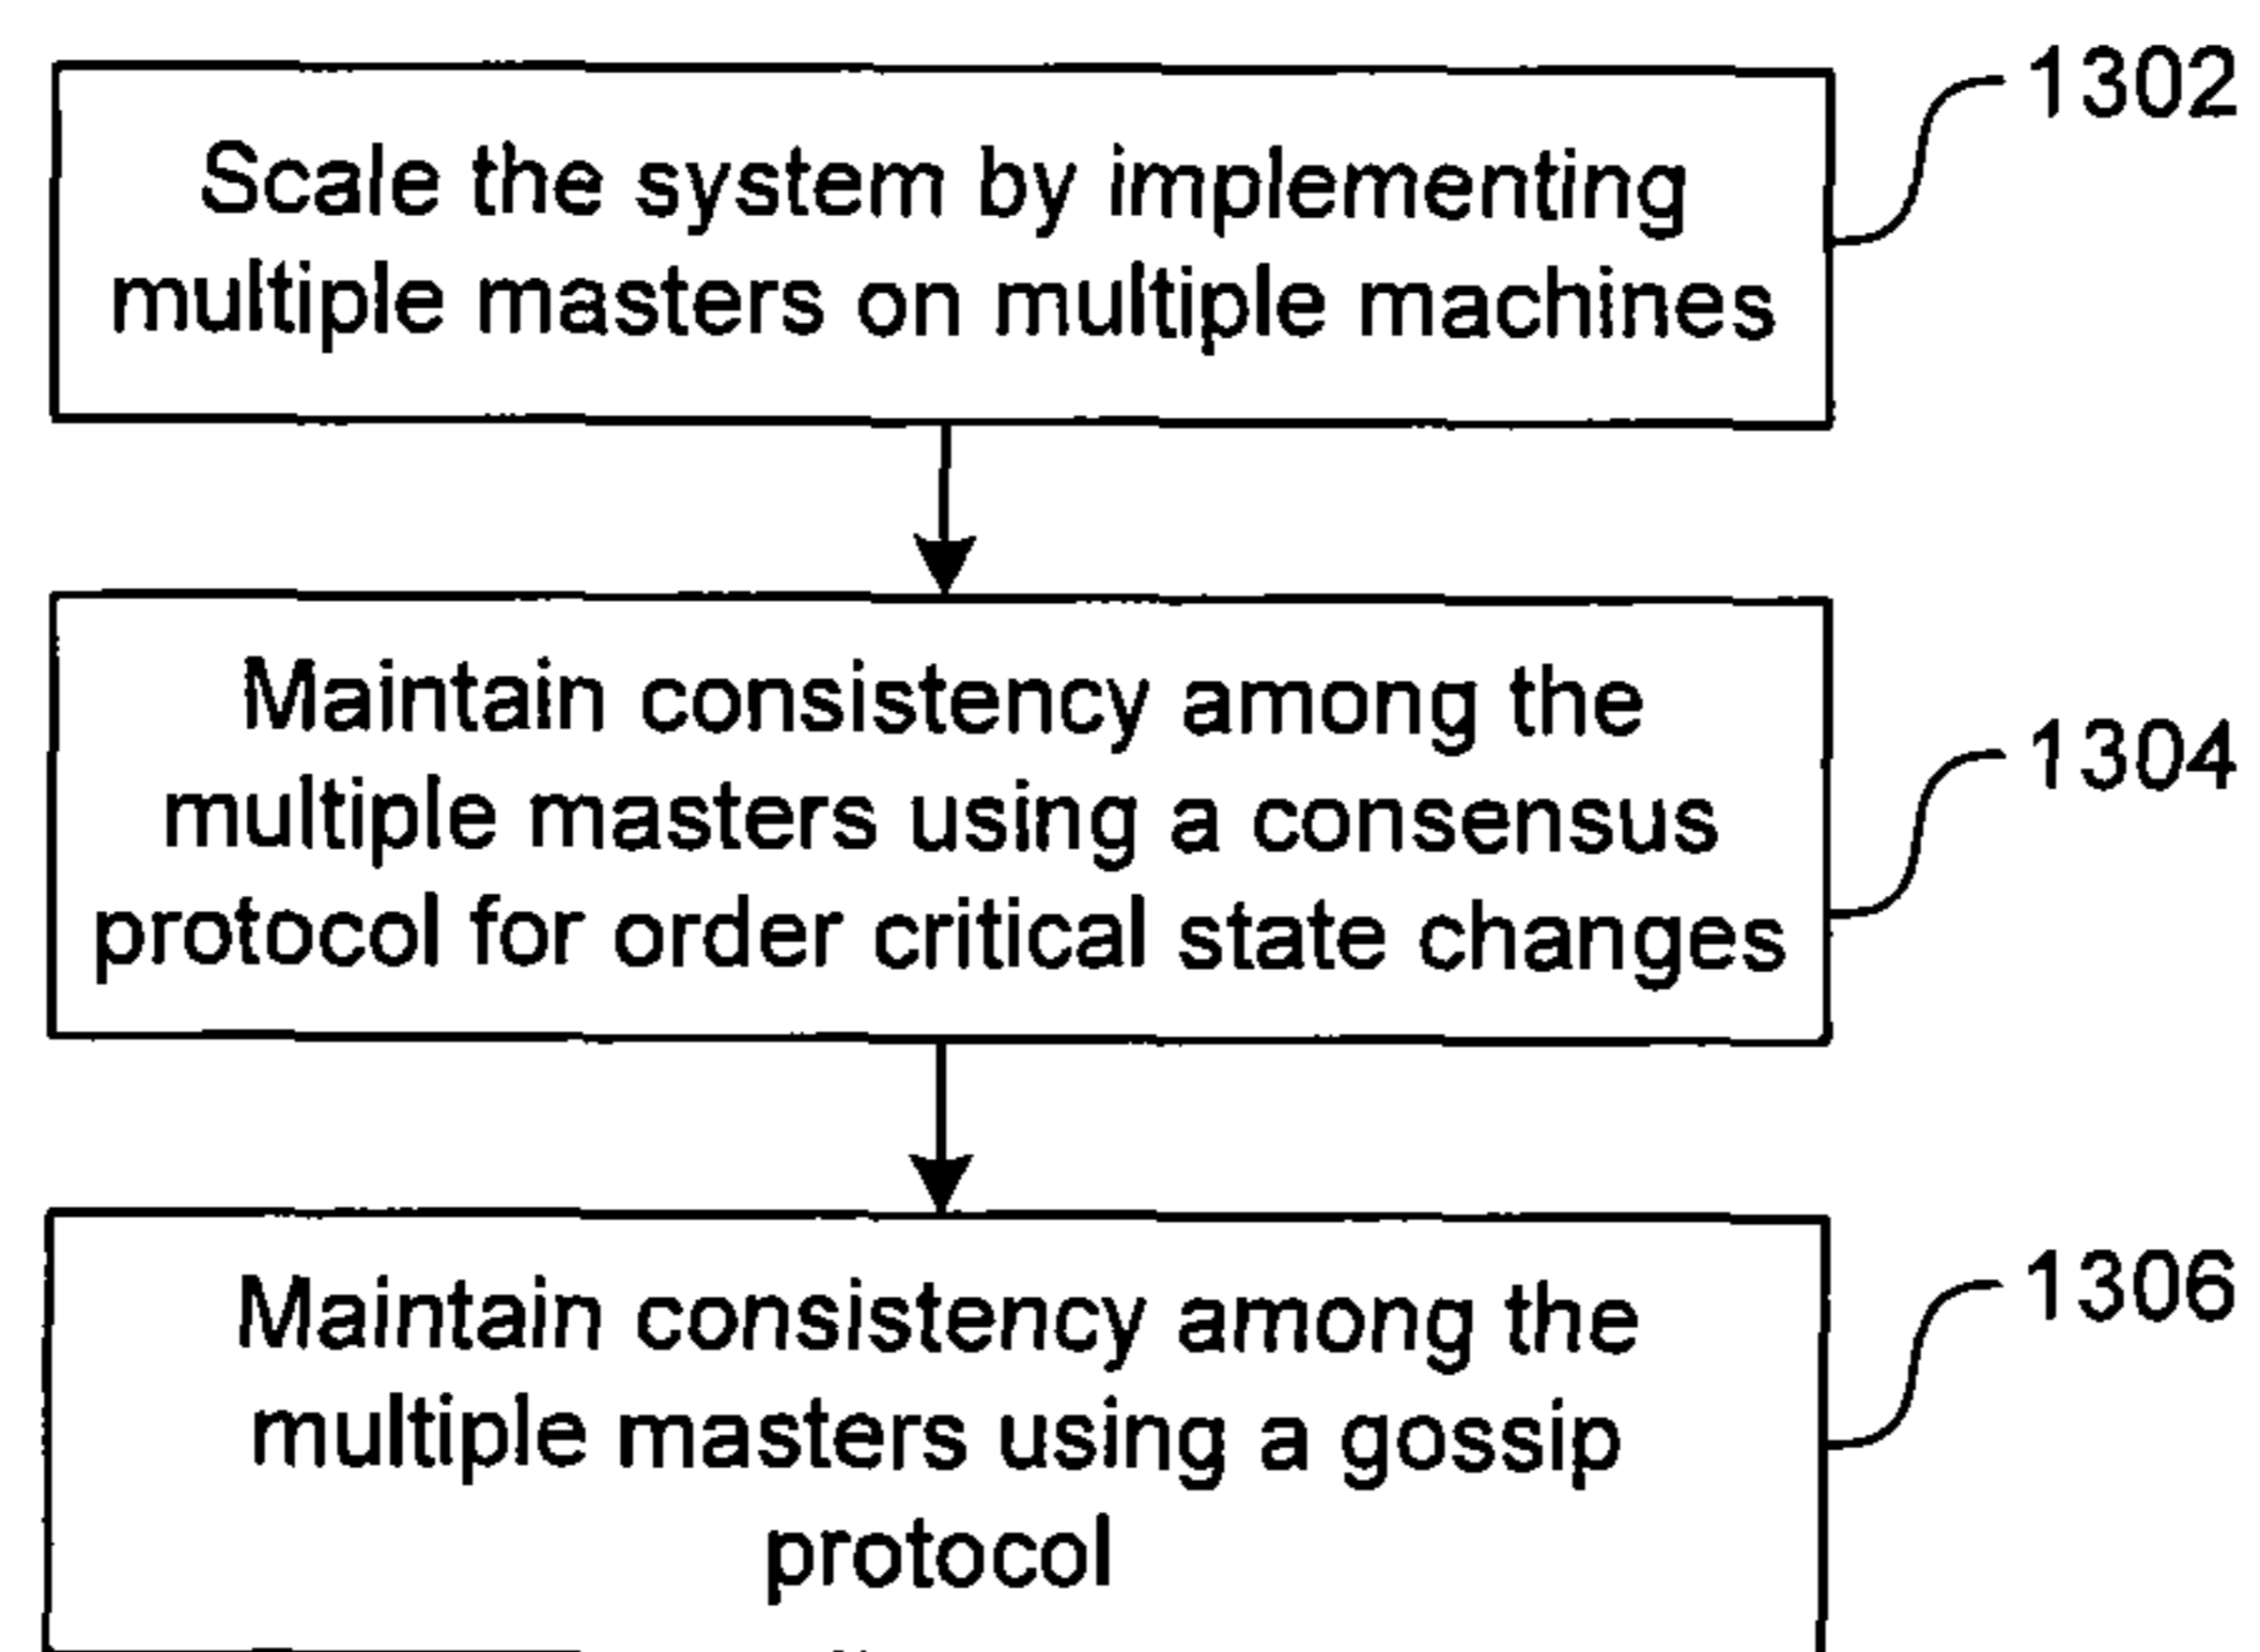 1302
Scale the system by implementing
multiple masters on multiple machines
Maintain consistency among the
1304
multiple masters using a consensus
protocol for order critical state changes
1306
Maintain consistency among the
multiple masters using a gossip
protocol